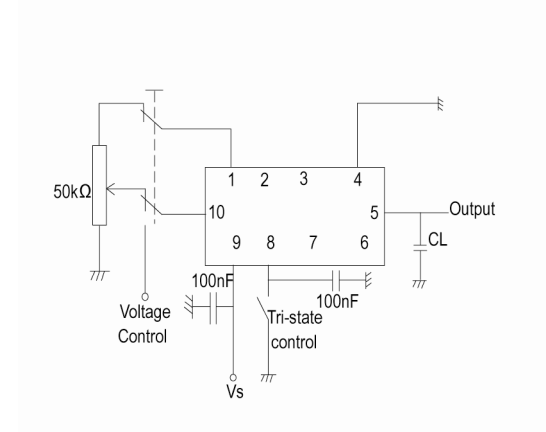 1 2 3 4
50kΩ
10 5 Output
9 8 7 6
CL
100nF
100nF
Voltage
Control
Tri-state
control
Vs